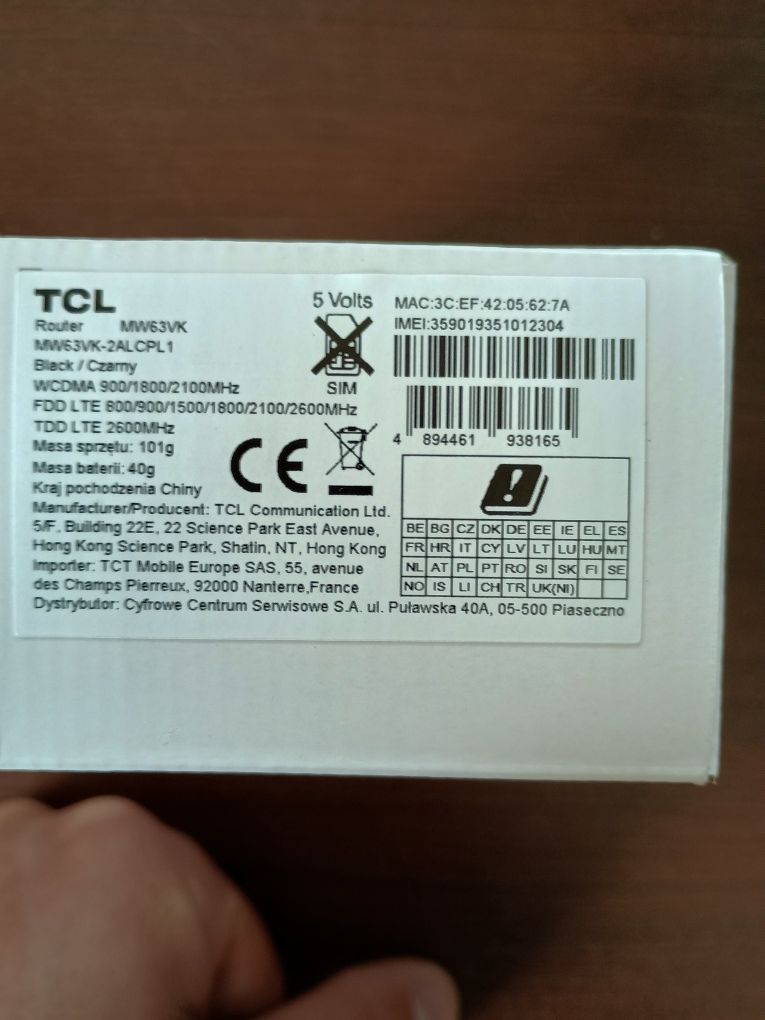 TCL
Router MW63VK
MW63VK-2ALCPL1
Black / Czarny
WCDMA 900/1800/2100MHz
FDD LTE 800/900/1500/1800/2100/2600MHz
TDD LTE 2600MHz
Masa sprzętu: 101g
Masa baterii: 40g
Kraj pochodzenia Chiny
5 Volts
SIM
CE
MAC:3C:EF:42:05:62:7A
IMEI:359019351012304
4 894461 938165
!
BE BG CZ DK DE EE IE EL ES
FR HR IT CY LV LT LU HU MT
NL AT PL PT RO SI SK FI SE
NO IS LI CH TR UK(NI)
Manufacturer/Producent: TCL Communication Ltd.
5/F, Building 22E, 22 Science Park East Avenue,
Hong Kong Science Park, Shatin, NT, Hong Kong
Importer: TCT Mobile Europe SAS, 55, avenue
des Champs Pierreux, 92000 Nanterre,France
Dystrybutor: Cyfrowe Centrum Serwisowe S.A. ul. Puławska 40A, 05-500 Piaseczno